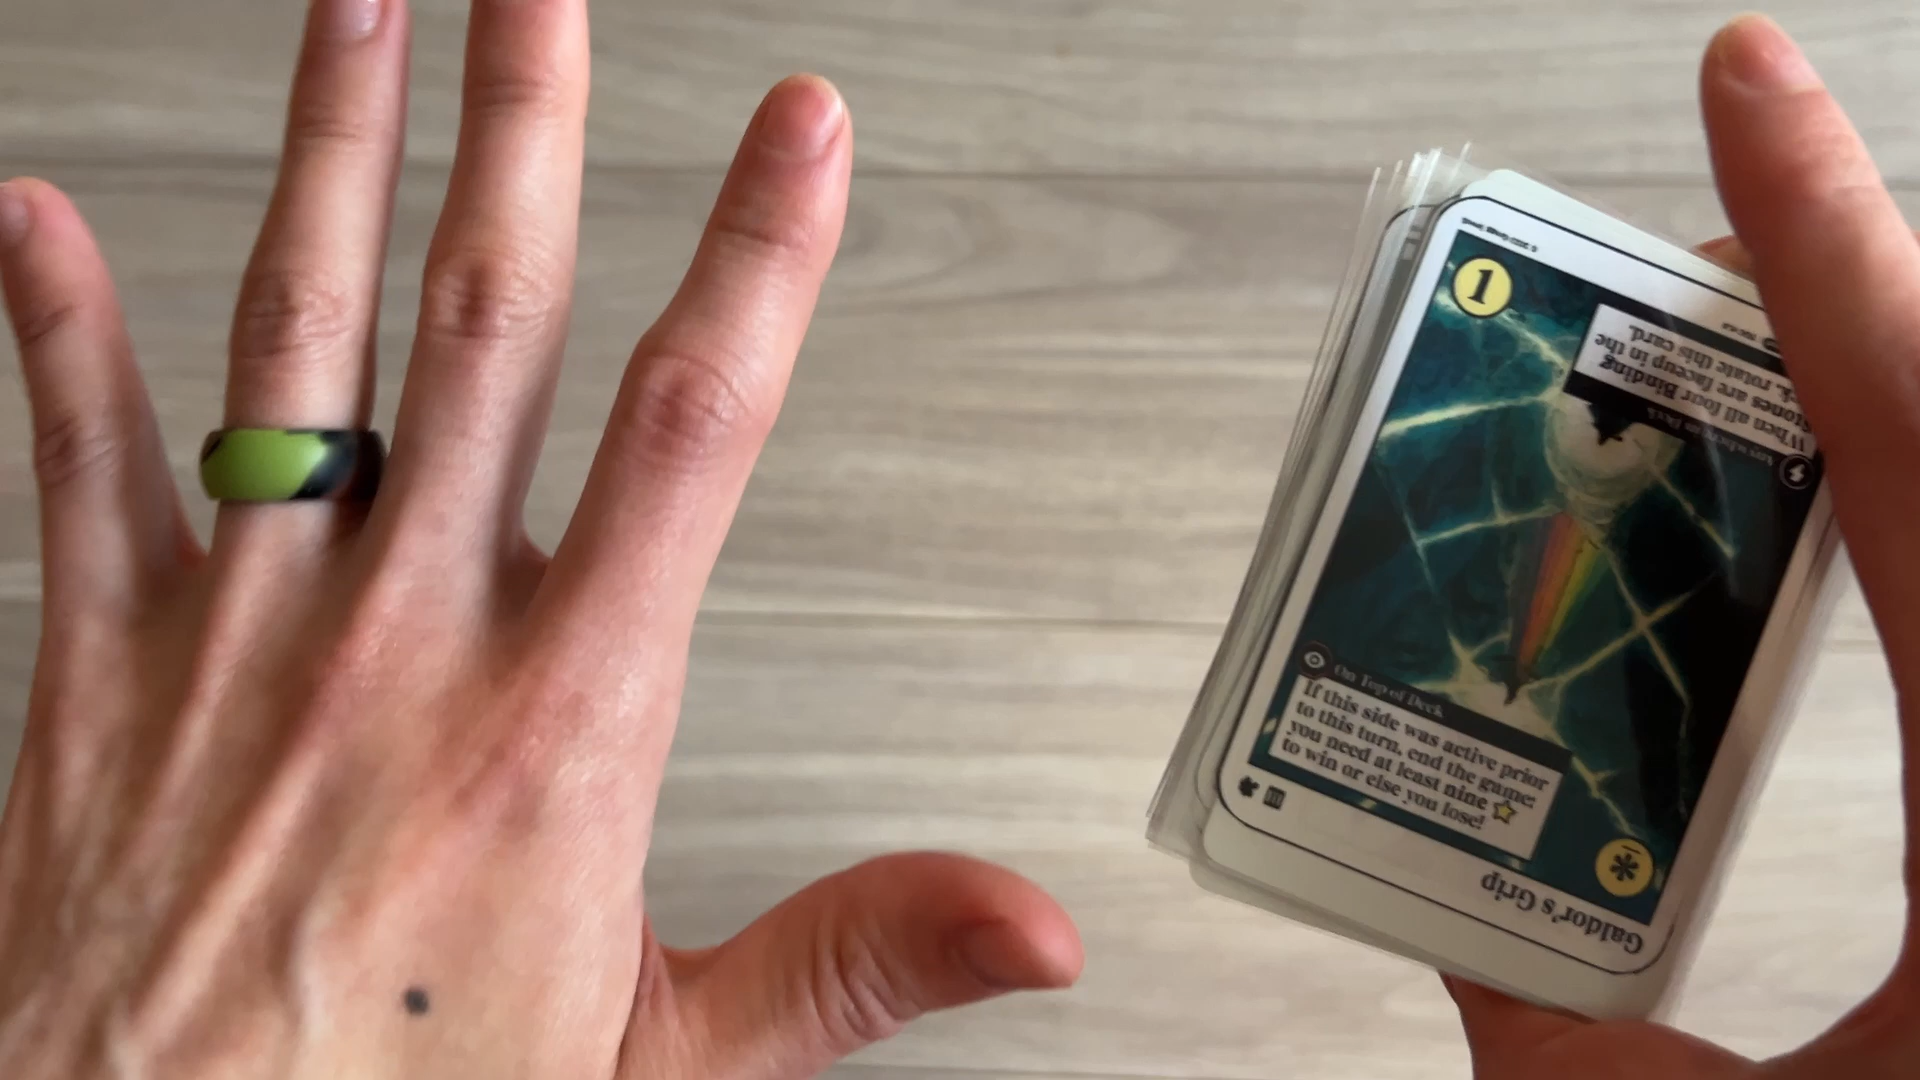 1
When all four Binding
Stones are faceup in the
rotate this card.
On Top of Deck
If this side was active prior
to this turn, end the game:
you need at least nine
to win or else you lose!
Galdor's Grip